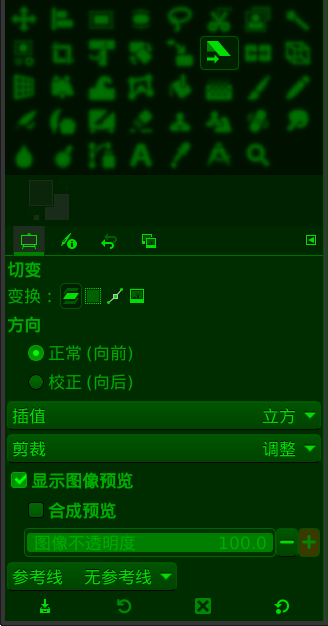 切变
变换：
方向
正常 (向前)
校正 (向后)
插值 立方
剪裁 调整
显示图像预览
合成预览
图像不透明度 100.0
参考线 无参考线